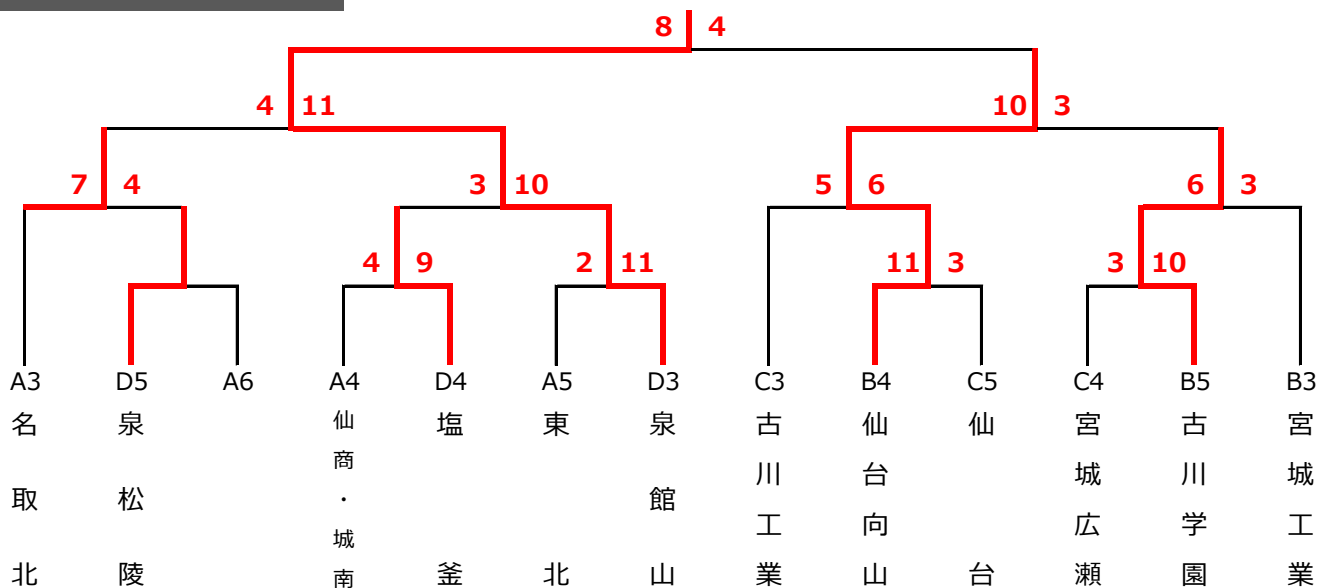 8 4
4 11 10 3
7 4 3 10 5 6 6 3
4 9 2 11 11 3 3 10
A3 D5 A6 A4 D4 A5 D3 C3 B4 C5 C4 B5 B3
名取北
泉松陵
仙商・城南
塩釜
東北
泉館山
古川工業
仙台向山
仙台
宮城広瀬
古川学園
宮城工業